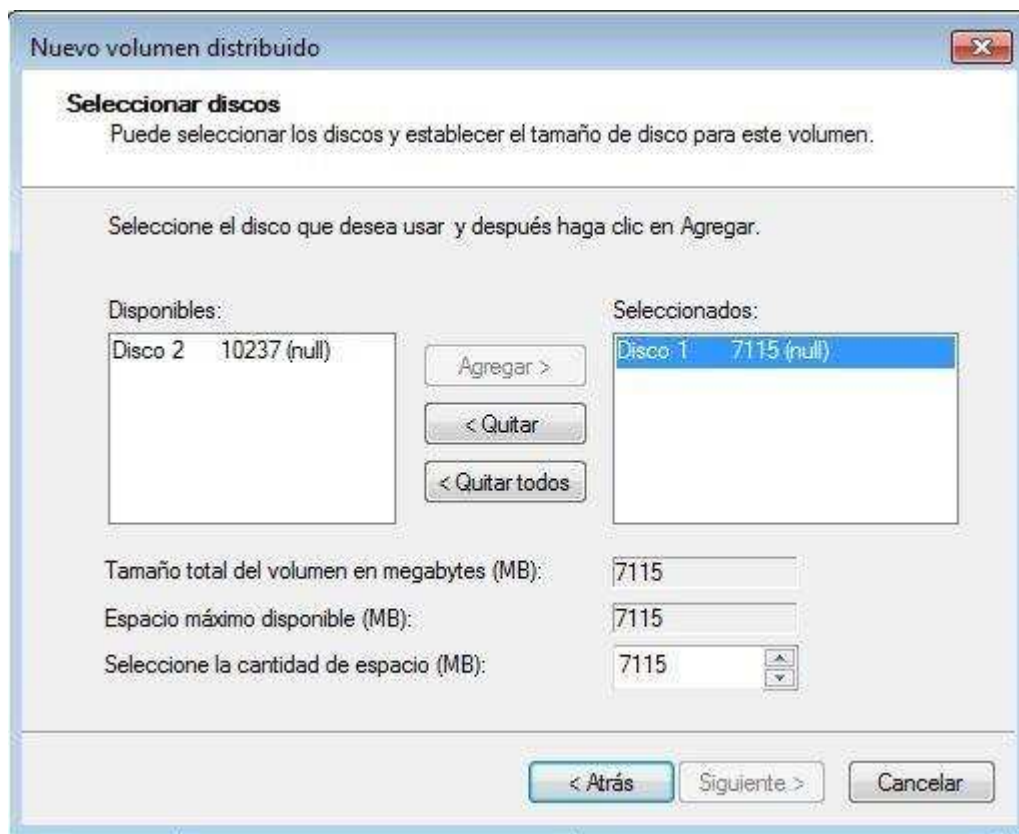 Nuevo volumen distribuido
Seleccionar discos
Puede seleccionar los discos y establecer el tamaño de disco para este volumen.
Seleccione el disco que desea usar y después haga clic en Agregar.
Disponibles:
Seleccionados:
Disco 2 10237 (null)
Disco 1 7115 (null)
Agregar >
< Quitar
< Quitar todos
Tamaño total del volumen en megabytes (MB): 7115
Espacio máximo disponible (MB): 7115
Seleccione la cantidad de espacio (MB): 7115
< Atrás Siguiente > Cancelar